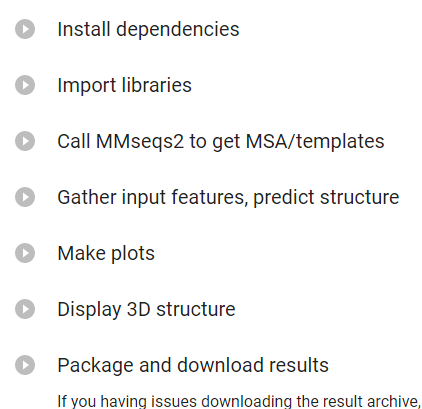 Install dependencies
Import libraries
Call MMseqs2 to get MSA/templates
Gather input features, predict structure
Make plots
Display 3D structure
Package and download results
If you having issues downloading the result archive,